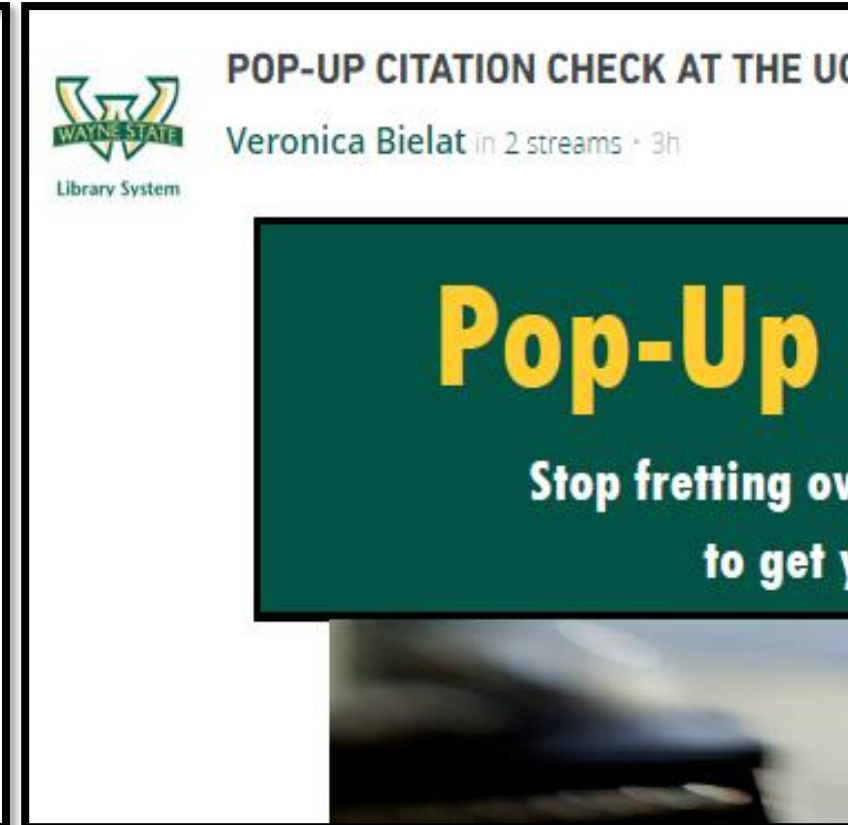 POP-UP CITATION CHECK AT THE UG
WAYNE STATE
Veronica Bielat in 2 streams · 3h
Library System
Pop-Up
Stop fretting ov
to get y